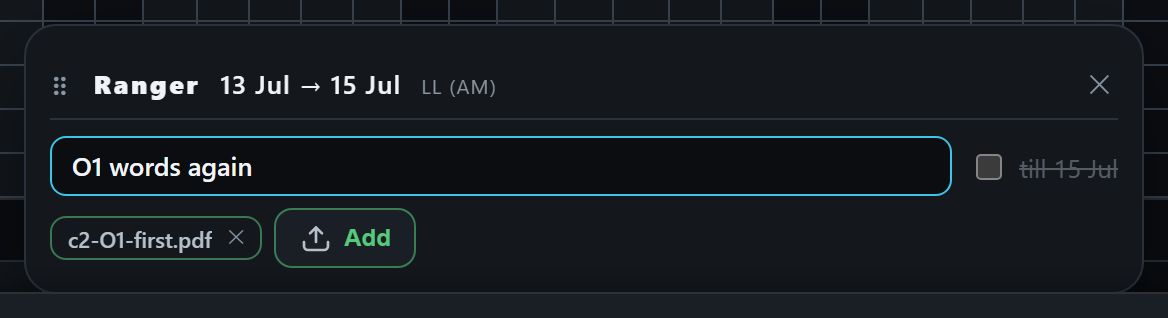 Ranger 13 Jul → 15 Jul LL (AM)
O1 words again
till 15 Jul
c2-O1-first.pdf
Add